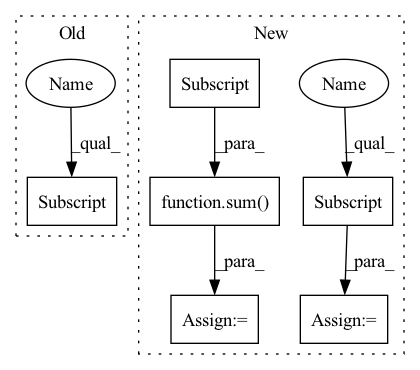 Old
New
Name
Subscript
Name
_qual_
_para_
_qual_
Subscript
function.sum()
Subscript
_para_
_para_
Assign:=
Assign:=